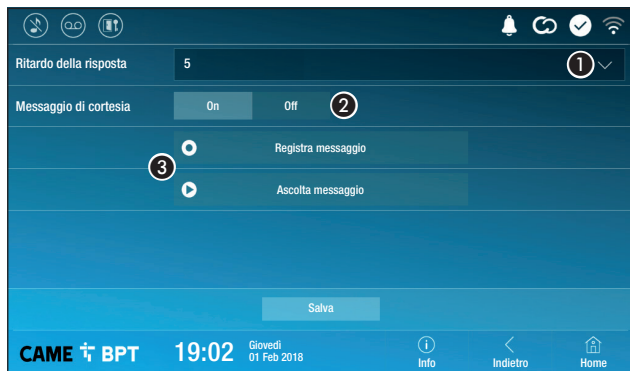 Ritardo della risposta 5 1
Messaggio di cortesia On Off 2
3
Registra messaggio
Ascolta messaggio
Salva
CAME BPT 19:02 Giovedì
01 Feb 2018
Info Indietro Home